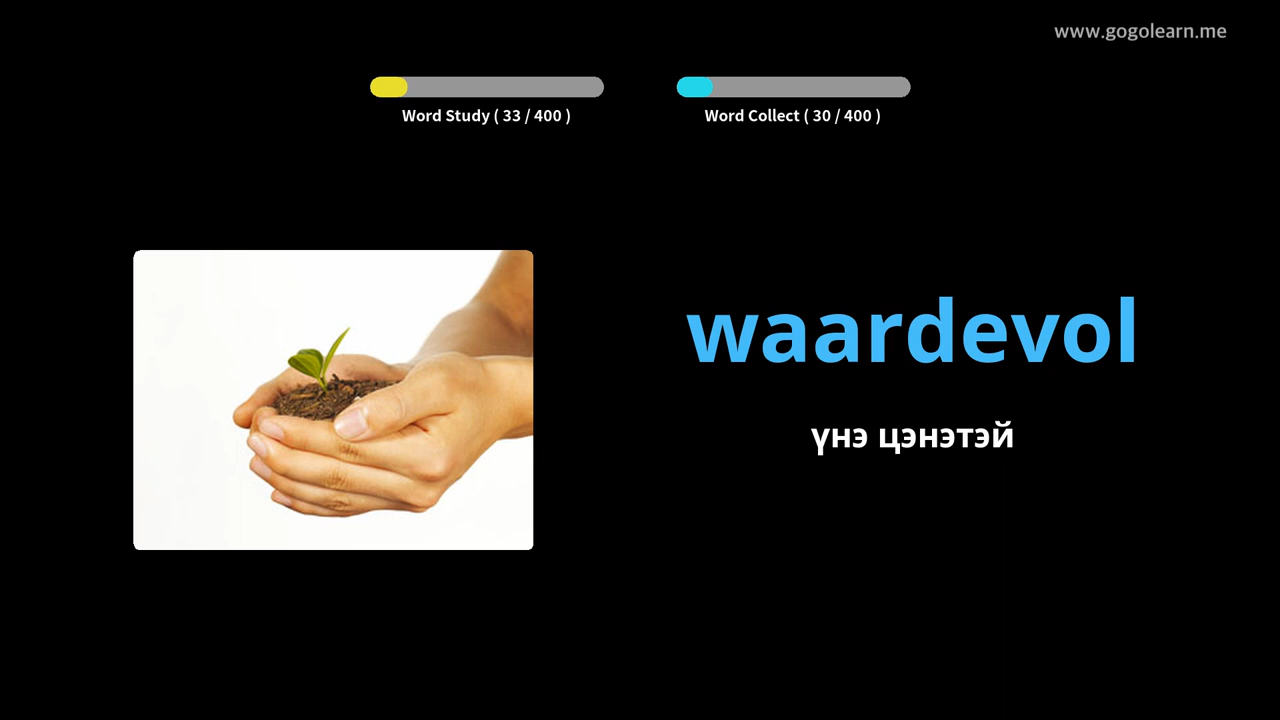 www.gogolearn.me
Word Study ( 33 / 400 )
Word Collect ( 30 / 400 )
waardevol
үнэ цэнэтэй